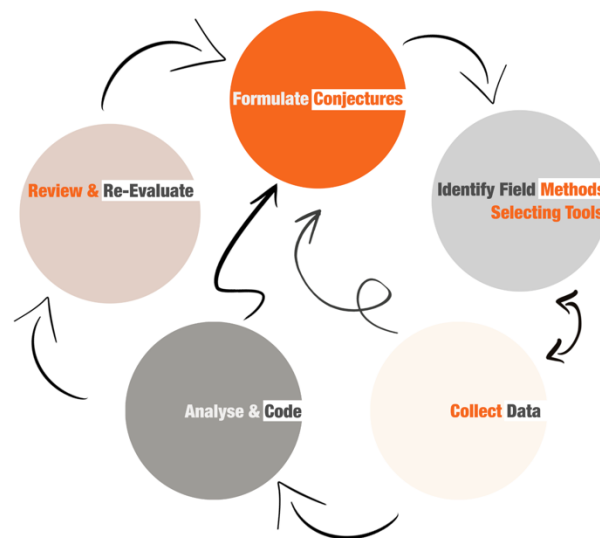 Formulate Conjectures
Identify Field Methods
Selecting Tools
Collect Data
Analyse & Code
Review & Re-Evaluate